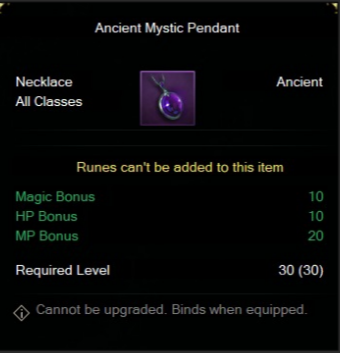 Ancient Mystic Pendant
Necklace Ancient
All Classes
Runes can't be added to this item
Magic Bonus 10
HP Bonus 10
MP Bonus 20
Required Level 30 (30)
Cannot be upgraded. Binds when equipped.